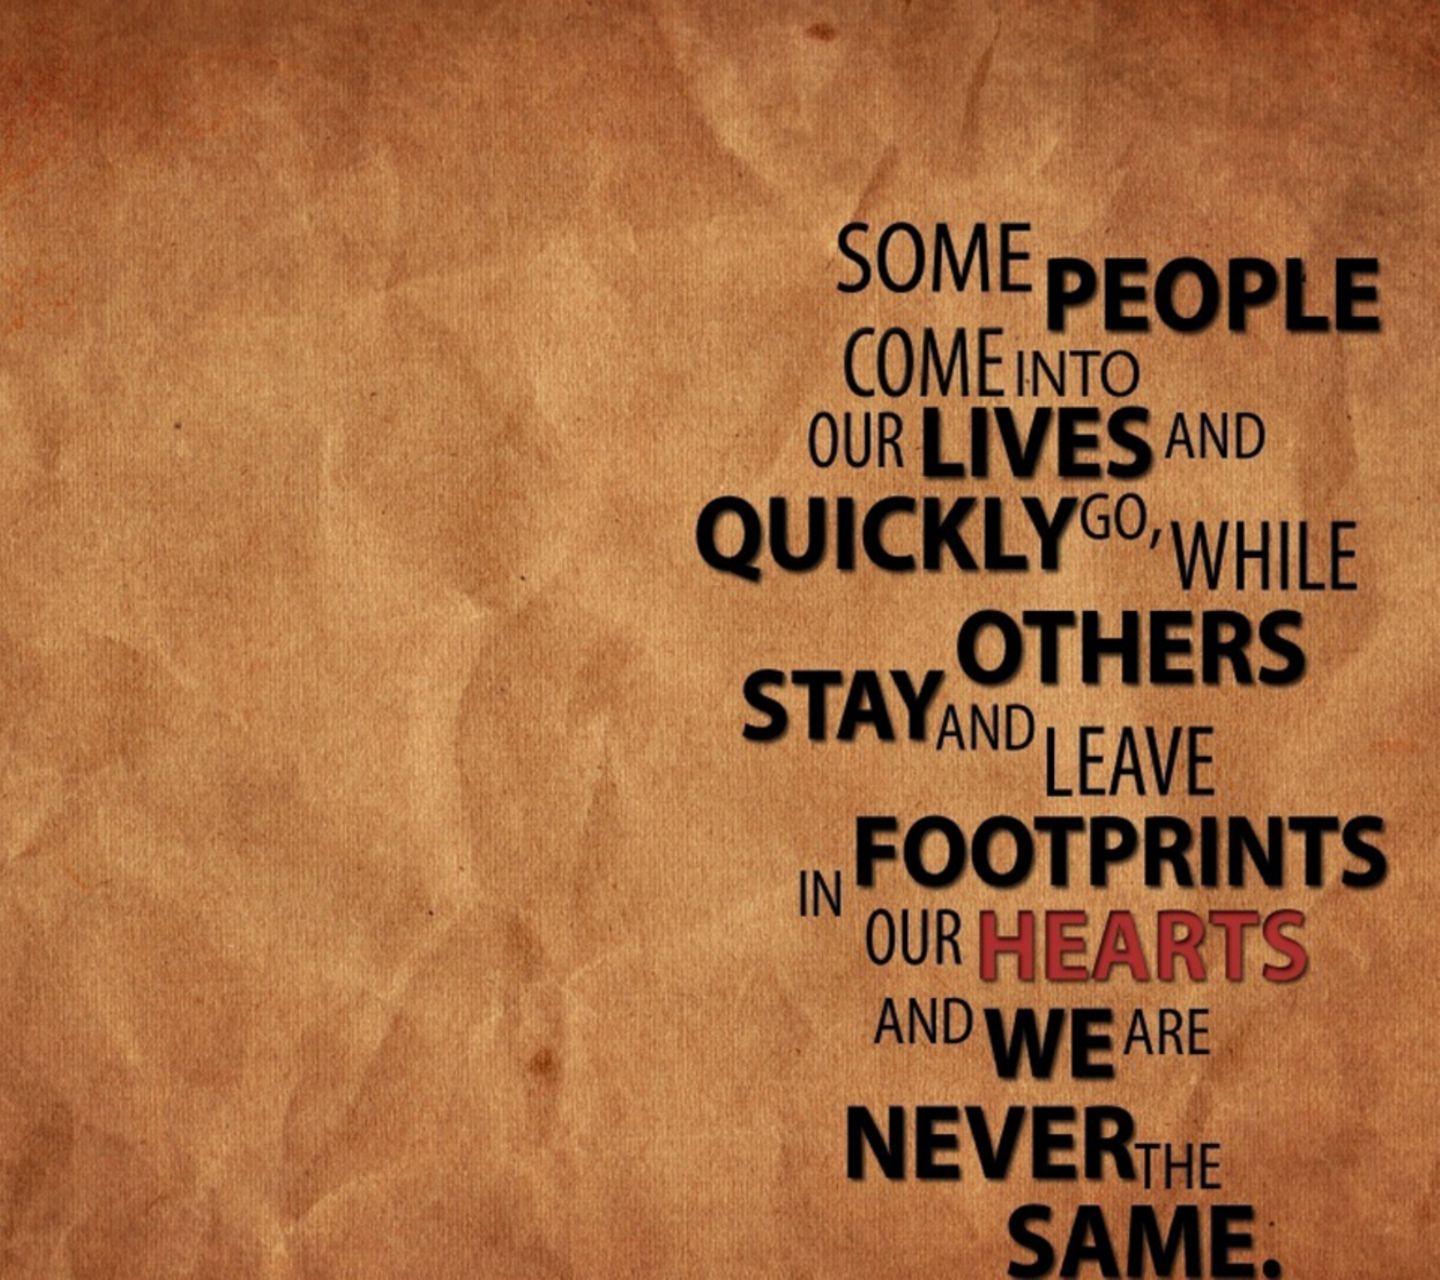 SOME PEOPLE
COME INTO
OUR LIVES AND
QUICKLY GO, WHILE
OTHERS
STAY AND LEAVE
FOOTPRINTS
IN OUR HEARTS
AND WE ARE
NEVER THE
SAME.